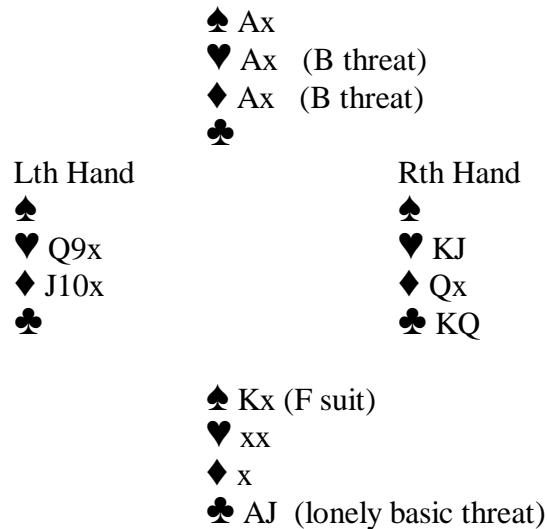 ♠ Ax
♥ Ax (B threat)
♦ Ax (B threat)
♣
Lth Hand Rth Hand
♠ ♠
♥ Q9x ♥ KJ
♦ J10x ♦ Qx
♣ ♣ KQ
♠ Kx (F suit)
♥ xx
♦ x
♣ AJ (lonely basic threat)